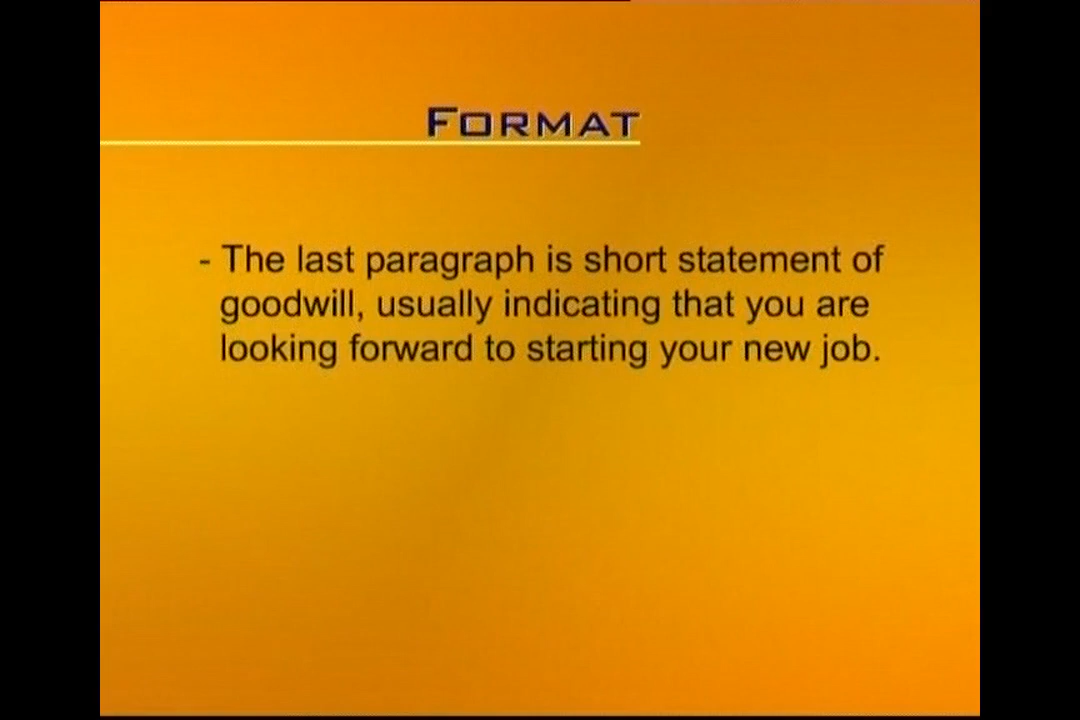 FORMAT
- The last paragraph is short statement of
goodwill, usually indicating that you are
looking forward to starting your new job.